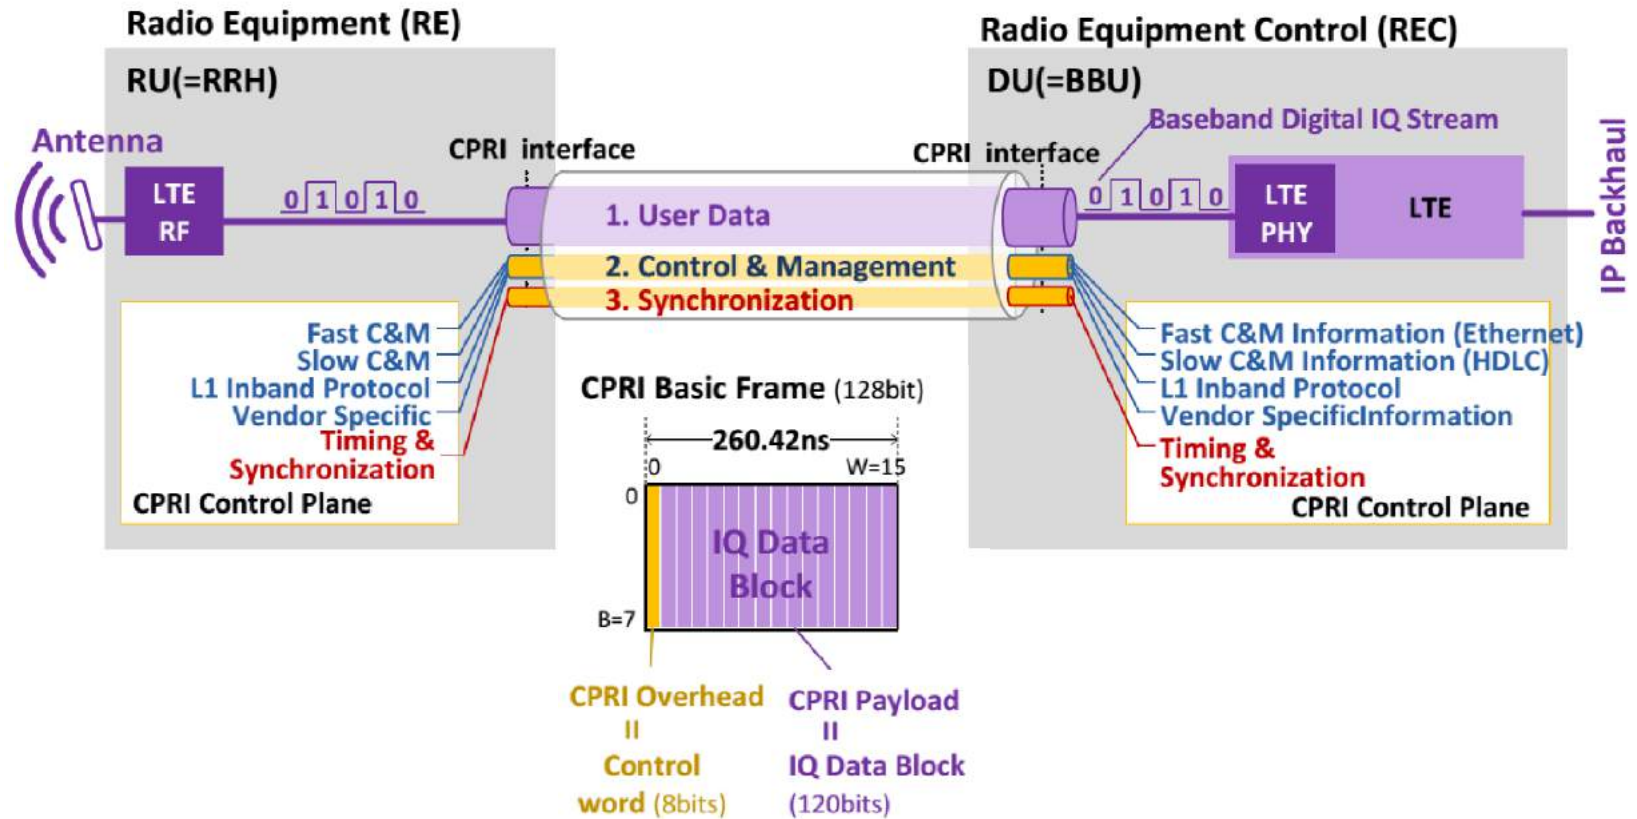 Radio Equipment (RE)
RU(=RRH)
Antenna
LTE
RF
0 1 0 1 0
CPRI interface
Fast C&M
Slow C&M
L1 Inband Protocol
Vendor Specific
Timing &
Synchronization
CPRI Control Plane
1. User Data
2. Control & Management
3. Synchronization
Radio Equipment Control (REC)
DU(=BBU)
Baseband Digital IQ Stream
CPRI interface
0 1 0 1 0
LTE
PHY
LTE
IP Backhaul
Fast C&M Information (Ethernet)
Slow C&M Information (HDLC)
L1 Inband Protocol
Vendor SpecificInformation
Timing &
Synchronization
CPRI Control Plane
CPRI Basic Frame (128bit)
260.42ns
0 W=15
0
IQ Data
Block
B=7
CPRI Overhead
=
Control
word (8bits)
CPRI Payload
=
IQ Data Block
(120bits)